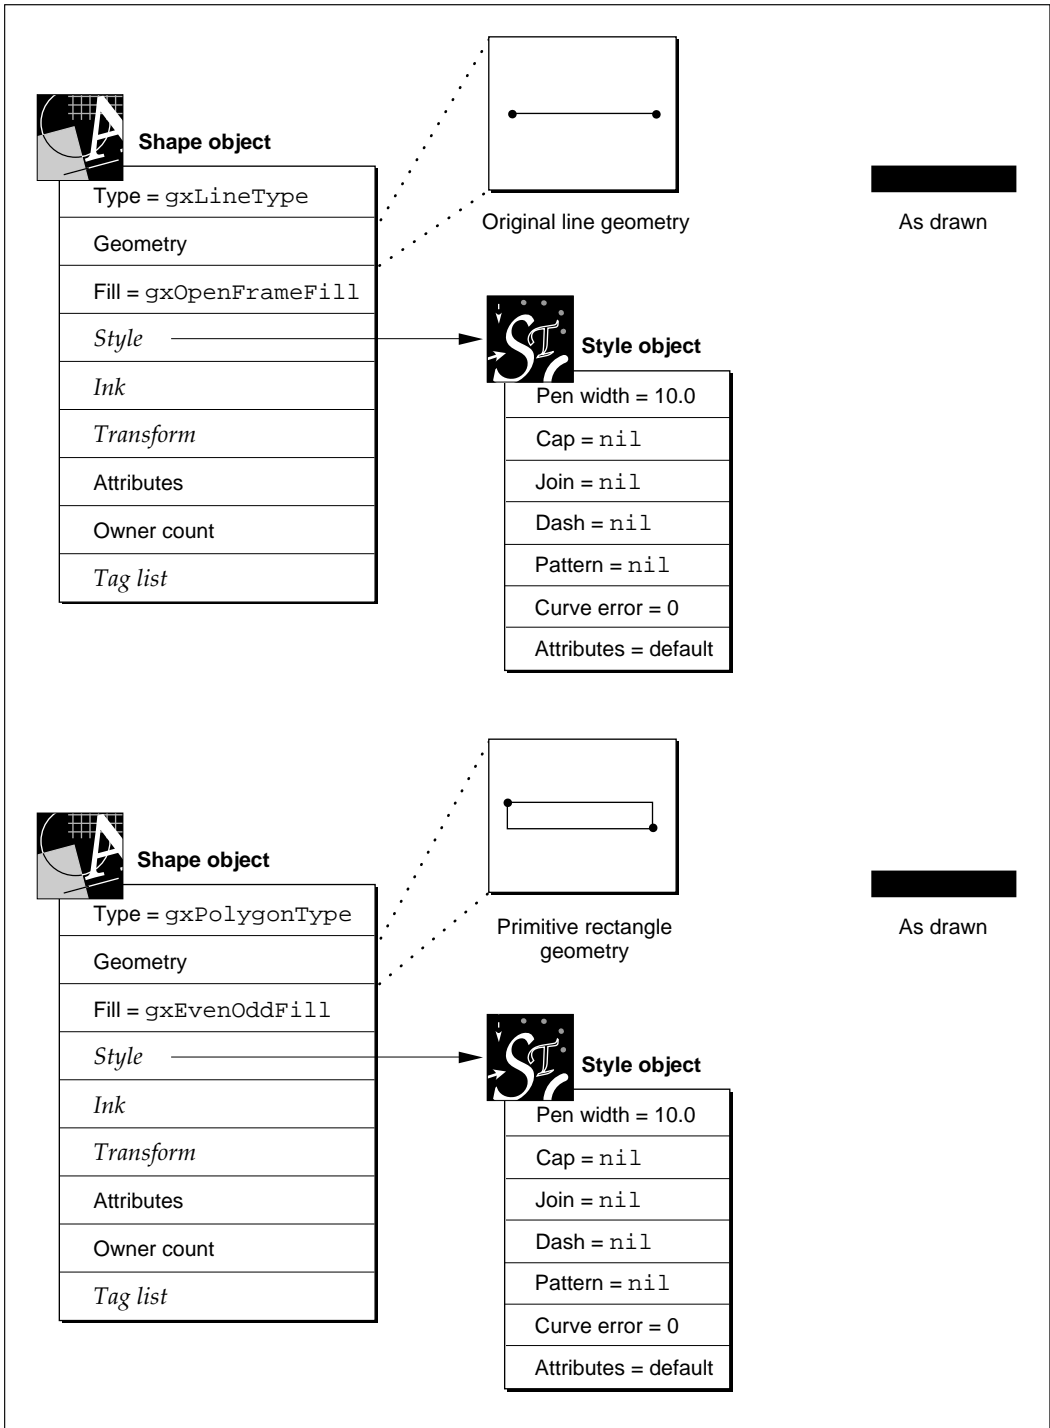 Shape object
Type = gxLineType
Geometry
Fill = gxOpenFrameFill
Style
Ink
Transform
Attributes
Owner count
Tag list
Original line geometry
As drawn
Style object
Pen width = 10.0
Cap = nil
Join = nil
Dash = nil
Pattern = nil
Curve error = 0
Attributes = default
Shape object
Type = gxPolygonType
Geometry
Fill = gxEvenOddFill
Style
Ink
Transform
Attributes
Owner count
Tag list
Primitive rectangle
geometry
As drawn
Style object
Pen width = 10.0
Cap = nil
Join = nil
Dash = nil
Pattern = nil
Curve error = 0
Attributes = default